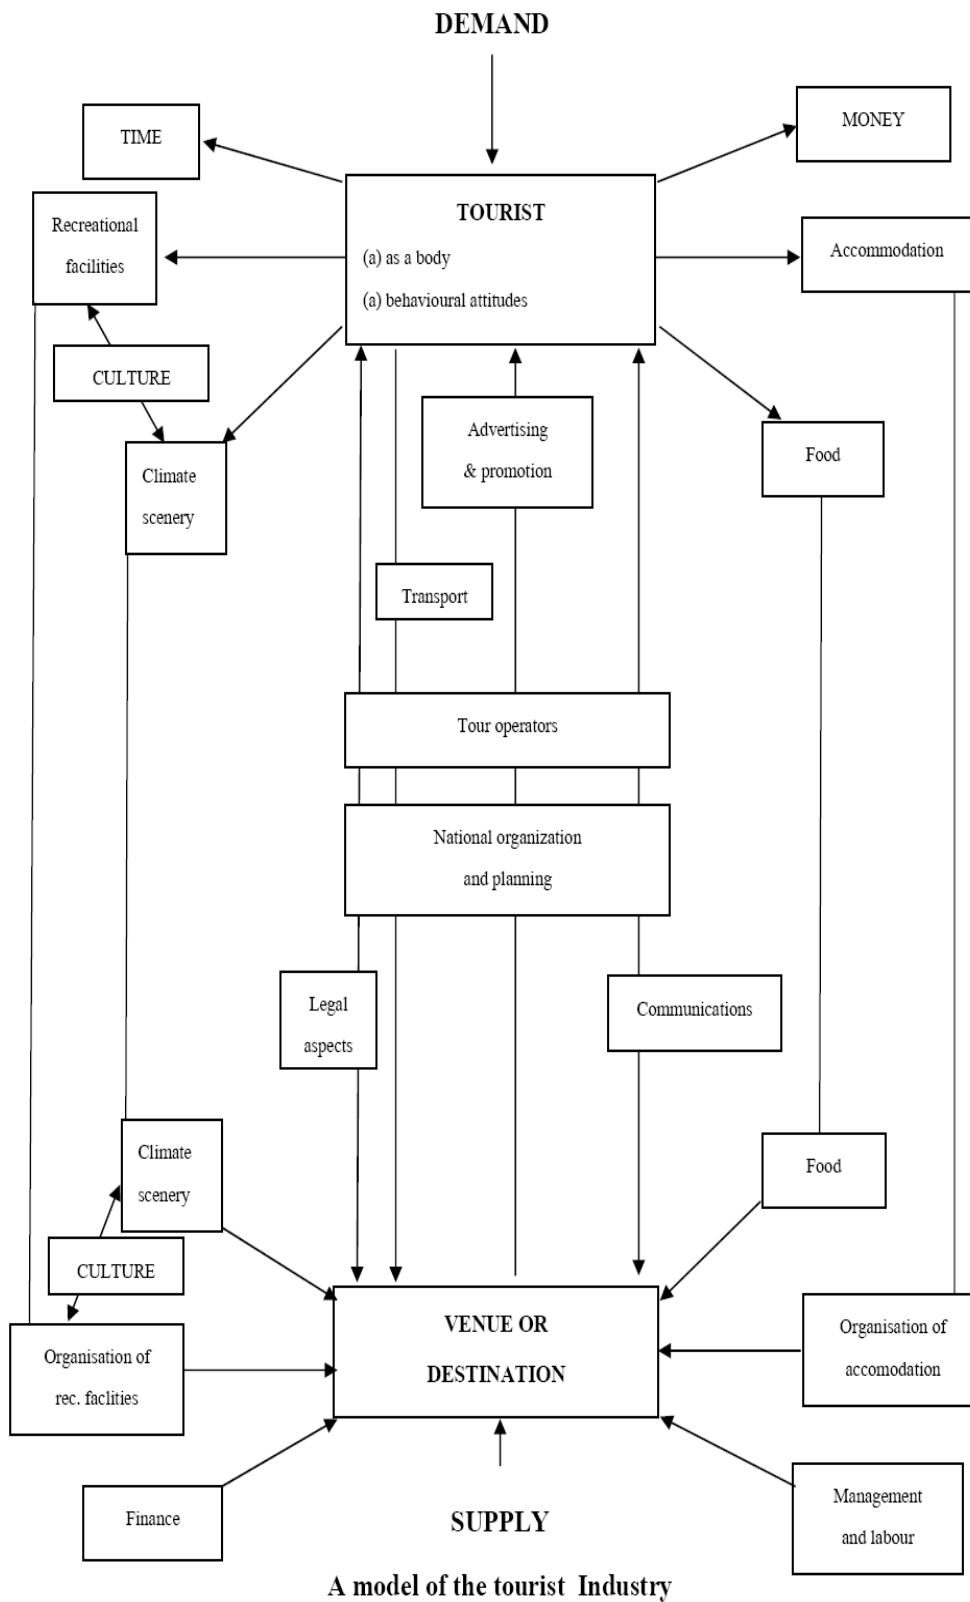 DEMAND
TIME
MONEY
TOURIST
(a) as a body
(a) behavioural attitudes
Recreational
facilities
Accommodation
CULTURE
Climate
scenery
Advertising
& promotion
Food
Transport
Tour operators
National organization
and planning
Legal
aspects
Communications
Climate
scenery
Food
CULTURE
VENUE OR
DESTINATION
Organisation of
rec. faclities
Organisation of
accomodation
Finance
SUPPLY
Management
and labour
A model of the tourist Industry